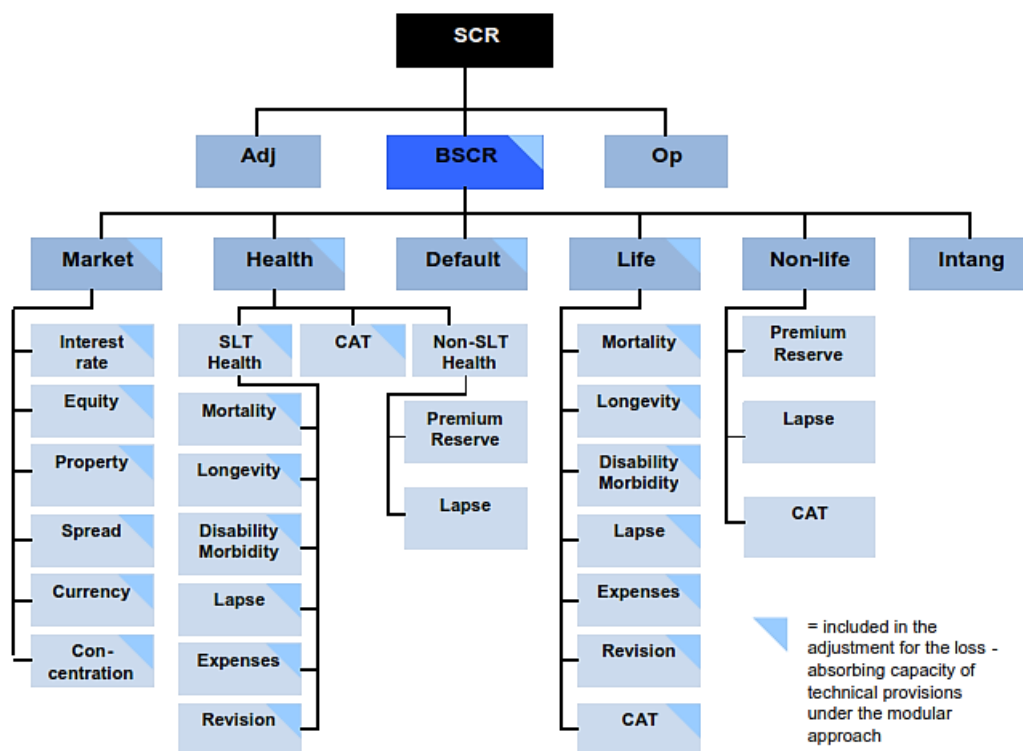 SCR
Adj
BSCR
Op
Market
Health
Default
Life
Non-life
Intang
Interest
rate
Equity
Property
Spread
Currency
Con-
centration
SLT
Health
CAT
Non-SLT
Health
Mortality
Longevity
Disability
Morbidity
Lapse
Expenses
Revision
Premium
Reserve
Lapse
Mortality
Longevity
Disability
Morbidity
Lapse
Expenses
Revision
CAT
Premium
Reserve
Lapse
CAT
= included in the
adjustment for the loss -
absorbing capacity of
technical provisions
under the modular
approach